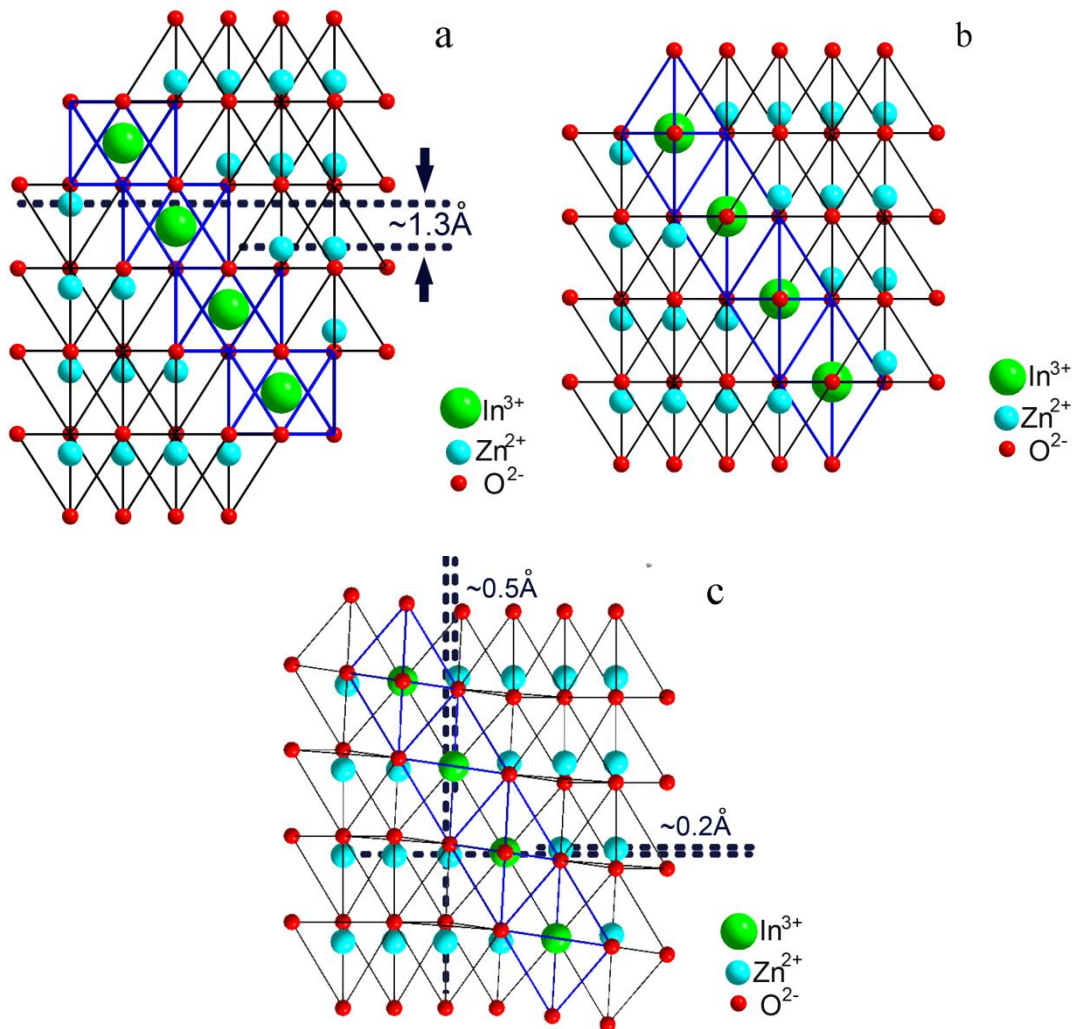 a
~1.3Å
In³⁺
Zn²⁺
O²⁻
b
In³⁺
Zn²⁺
O²⁻
c
~0.5Å
~0.2Å
In³⁺
Zn²⁺
O²⁻